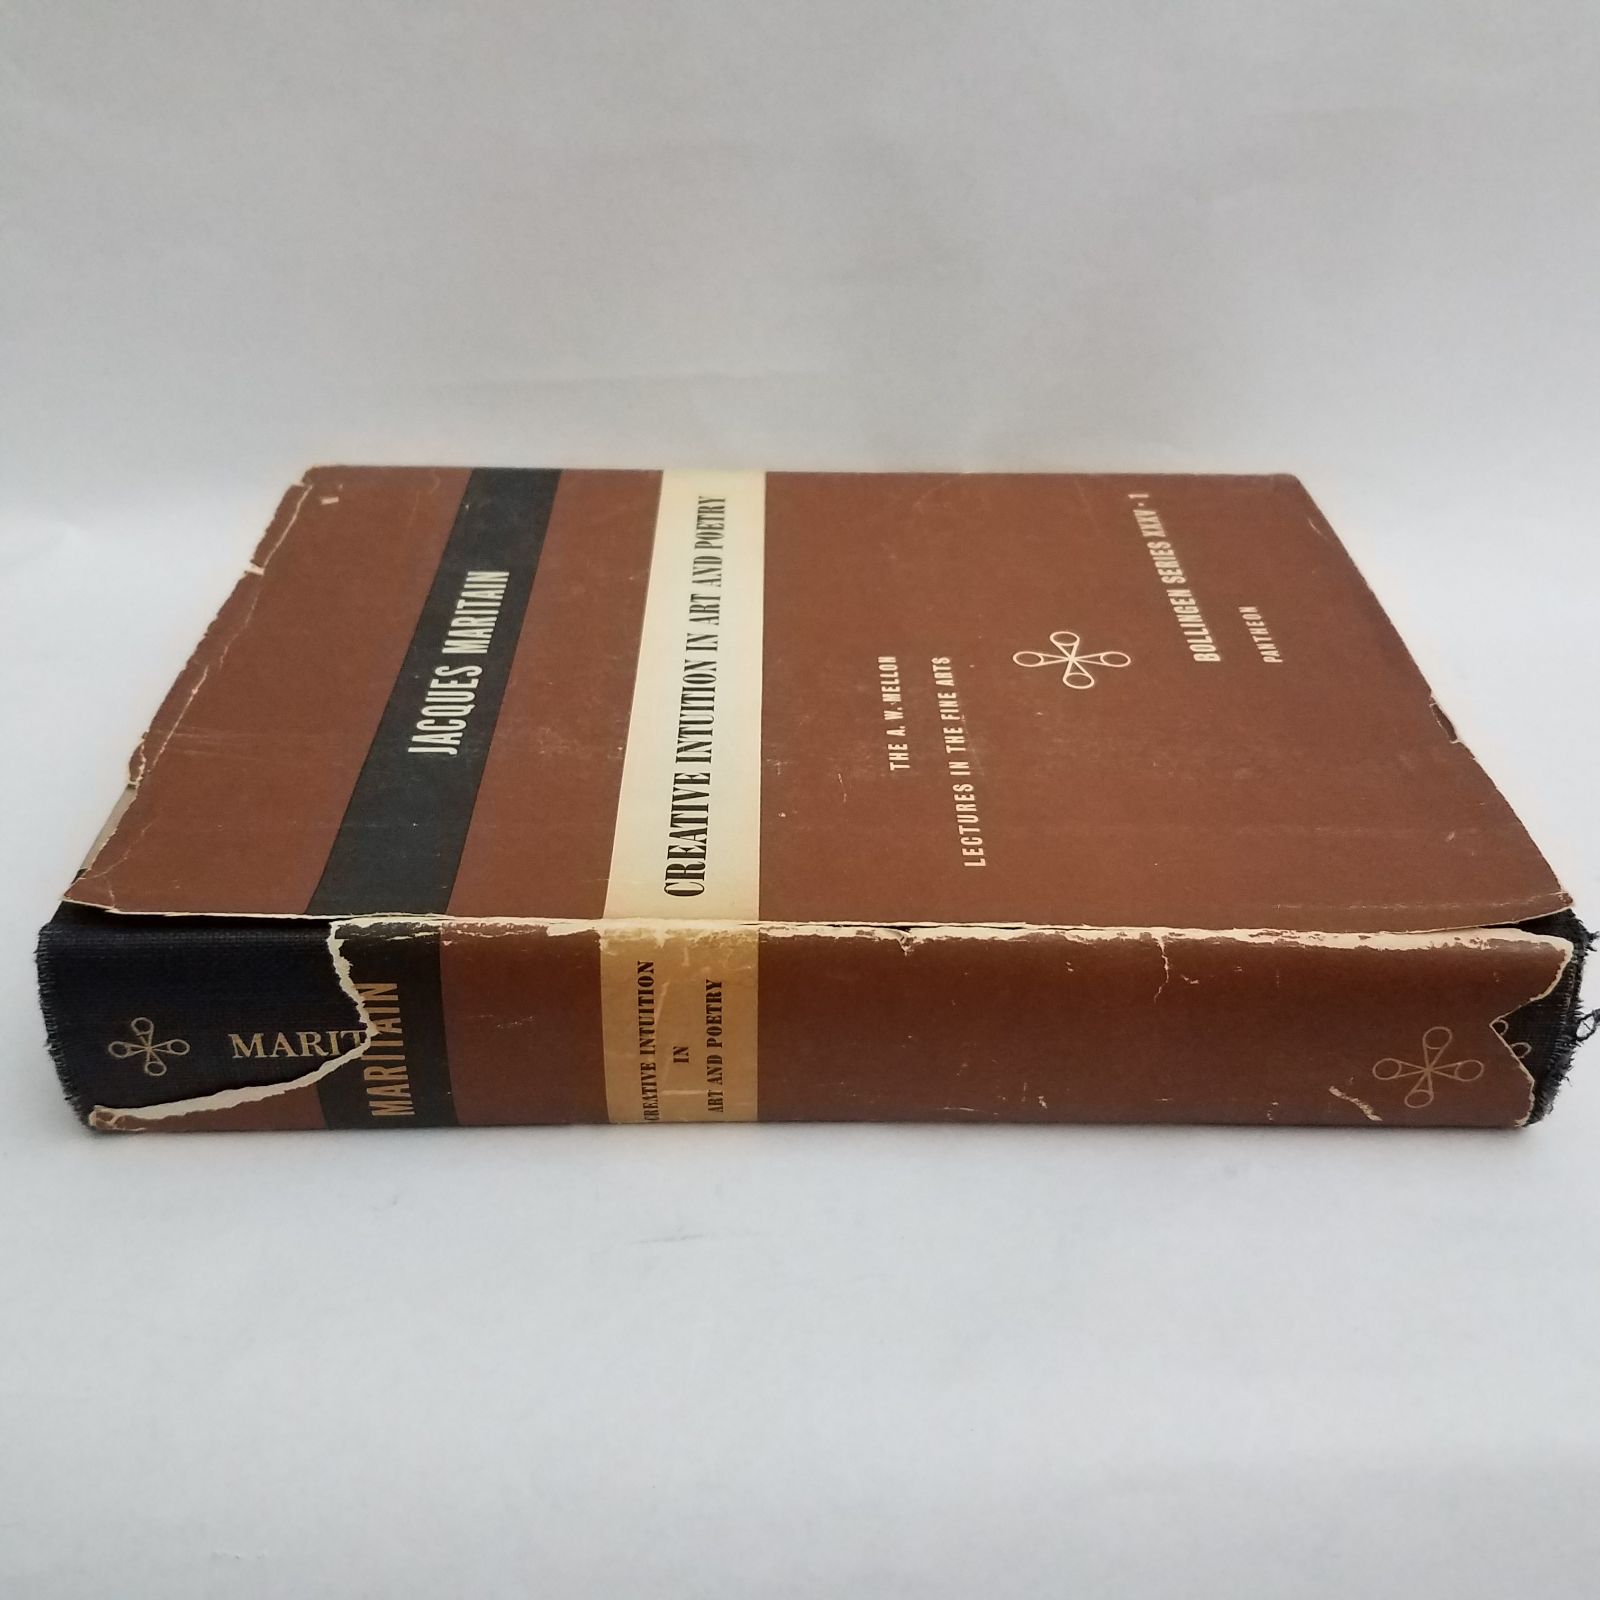 JACQUES MARITAIN
CREATIVE INTUITION IN ART AND POETRY
THE A. W. MELLON
LECTURES IN THE FINE ARTS
BOLLINGEN SERIES XXXV · 1
PANTHEON
MARIT
MARITAIN
CREATIVE INTUITION
IN
ART AND POETRY